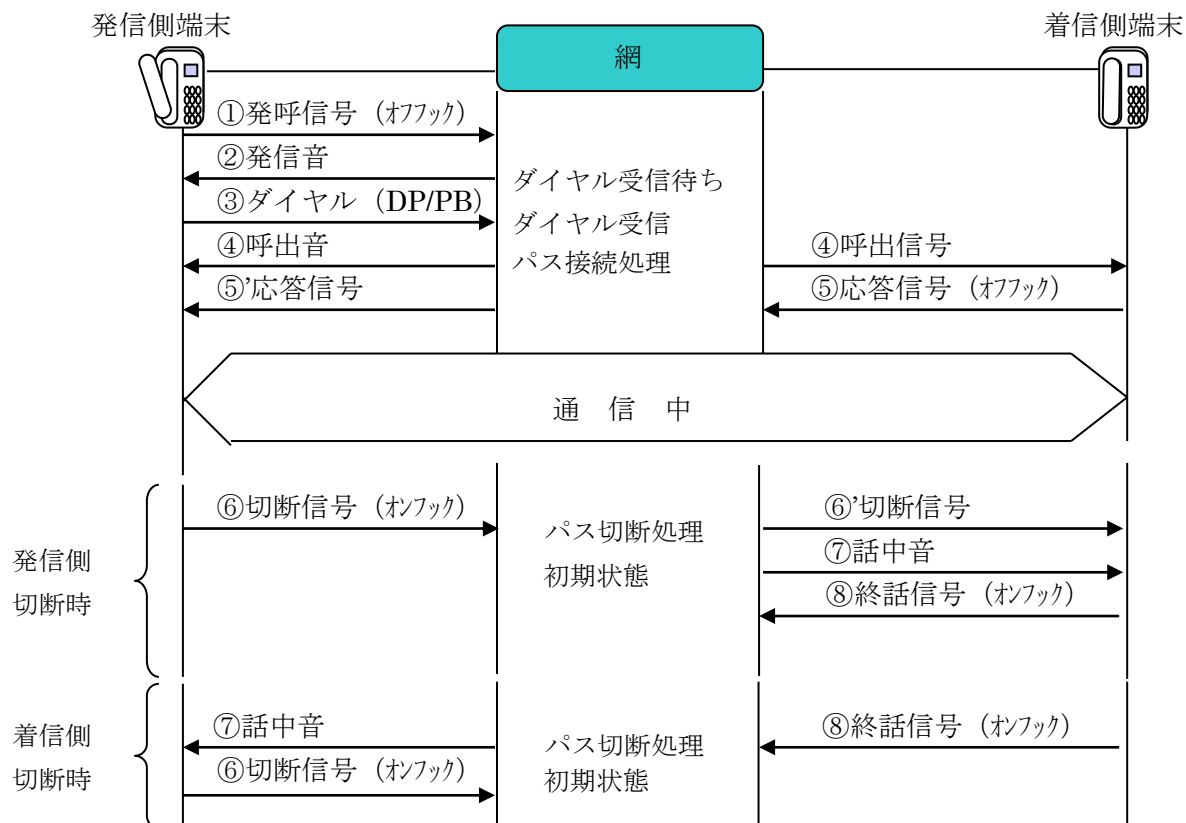 発信側端末
着信側端末
網
①発呼信号（ｵﾌﾌｯｸ）
②発信音
ダイヤル受信待ち
③ダイヤル（DP/PB）
ダイヤル受信
④呼出音
パス接続処理
④呼出信号
⑤’応答信号
⑤応答信号（ｵﾌﾌｯｸ）
通　信　中
発信側
切断時
⑥切断信号（ｵﾝﾌｯｸ）
パス切断処理
初期状態
⑥’切断信号
⑦話中音
⑧終話信号（ｵﾝﾌｯｸ）
着信側
切断時
⑦話中音
⑥切断信号（ｵﾝﾌｯｸ）
パス切断処理
初期状態
⑧終話信号（ｵﾝﾌｯｸ）